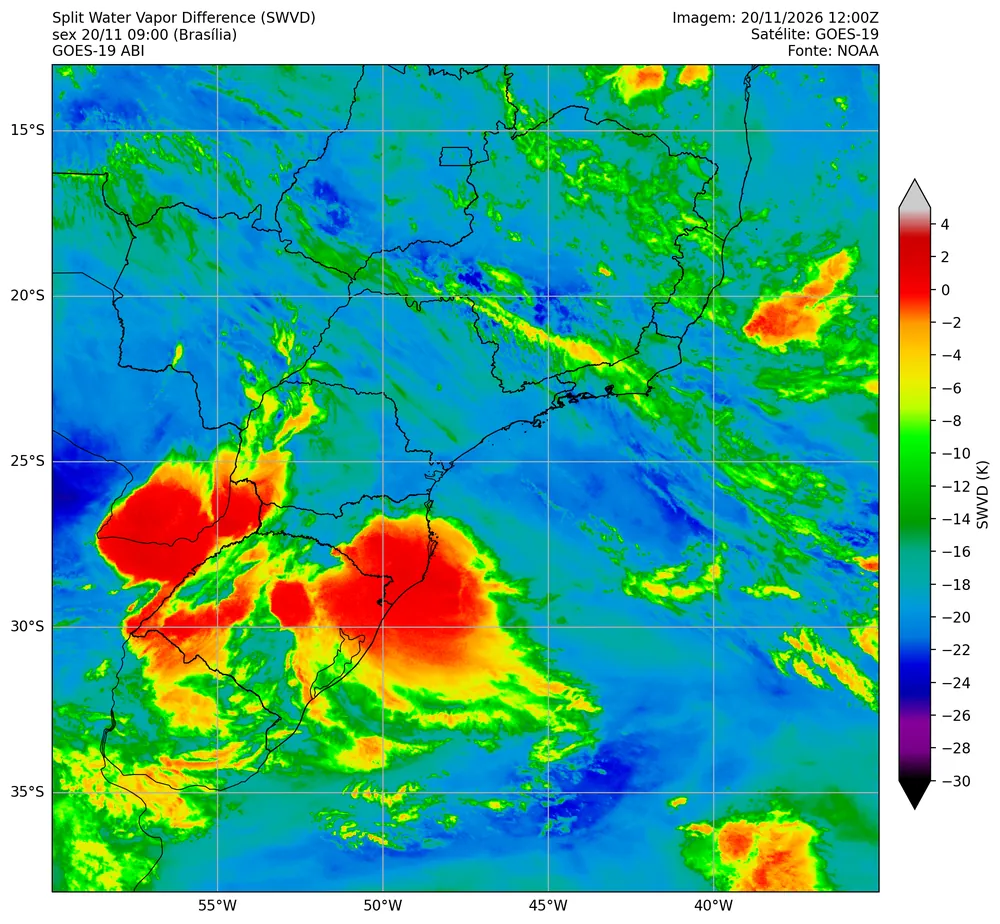 Split Water Vapor Difference (SWVD)
sex 20/11 09:00 (Brasília)
GOES-19 ABI
Imagem: 20/11/2026 12:00Z
Satélite: GOES-19
Fonte: NOAA
15°S
20°S
25°S
30°S
35°S
55°W
50°W
45°W
40°W
4
2
0
−2
−4
−6
−8
−10
−12
−14
−16
−18
−20
−22
−24
−26
−28
−30
SWVD (K)